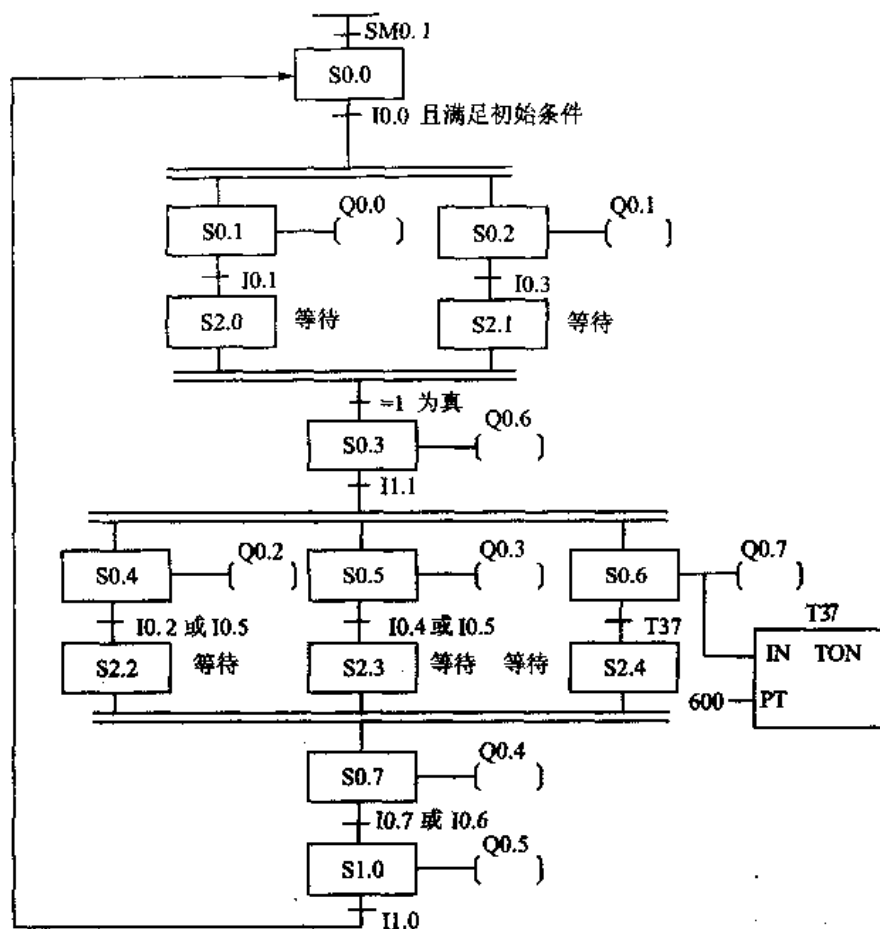 SM0.1
S0.0
I0.0 且满足初始条件
Q0.0
Q0.1
S0.1
S0.2
I0.1
I0.3
S2.0
等待
S2.1
等待
=1 为真
Q0.6
S0.3
I1.1
Q0.2
Q0.3
Q0.7
S0.4
S0.5
S0.6
I0.2 或 I0.5
I0.4 或 I0.5
T37
T37
S2.2
等待
S2.3
等待
等待
S2.4
IN TON
600
PT
Q0.4
S0.7
I0.7 或 I0.6
Q0.5
S1.0
I1.0